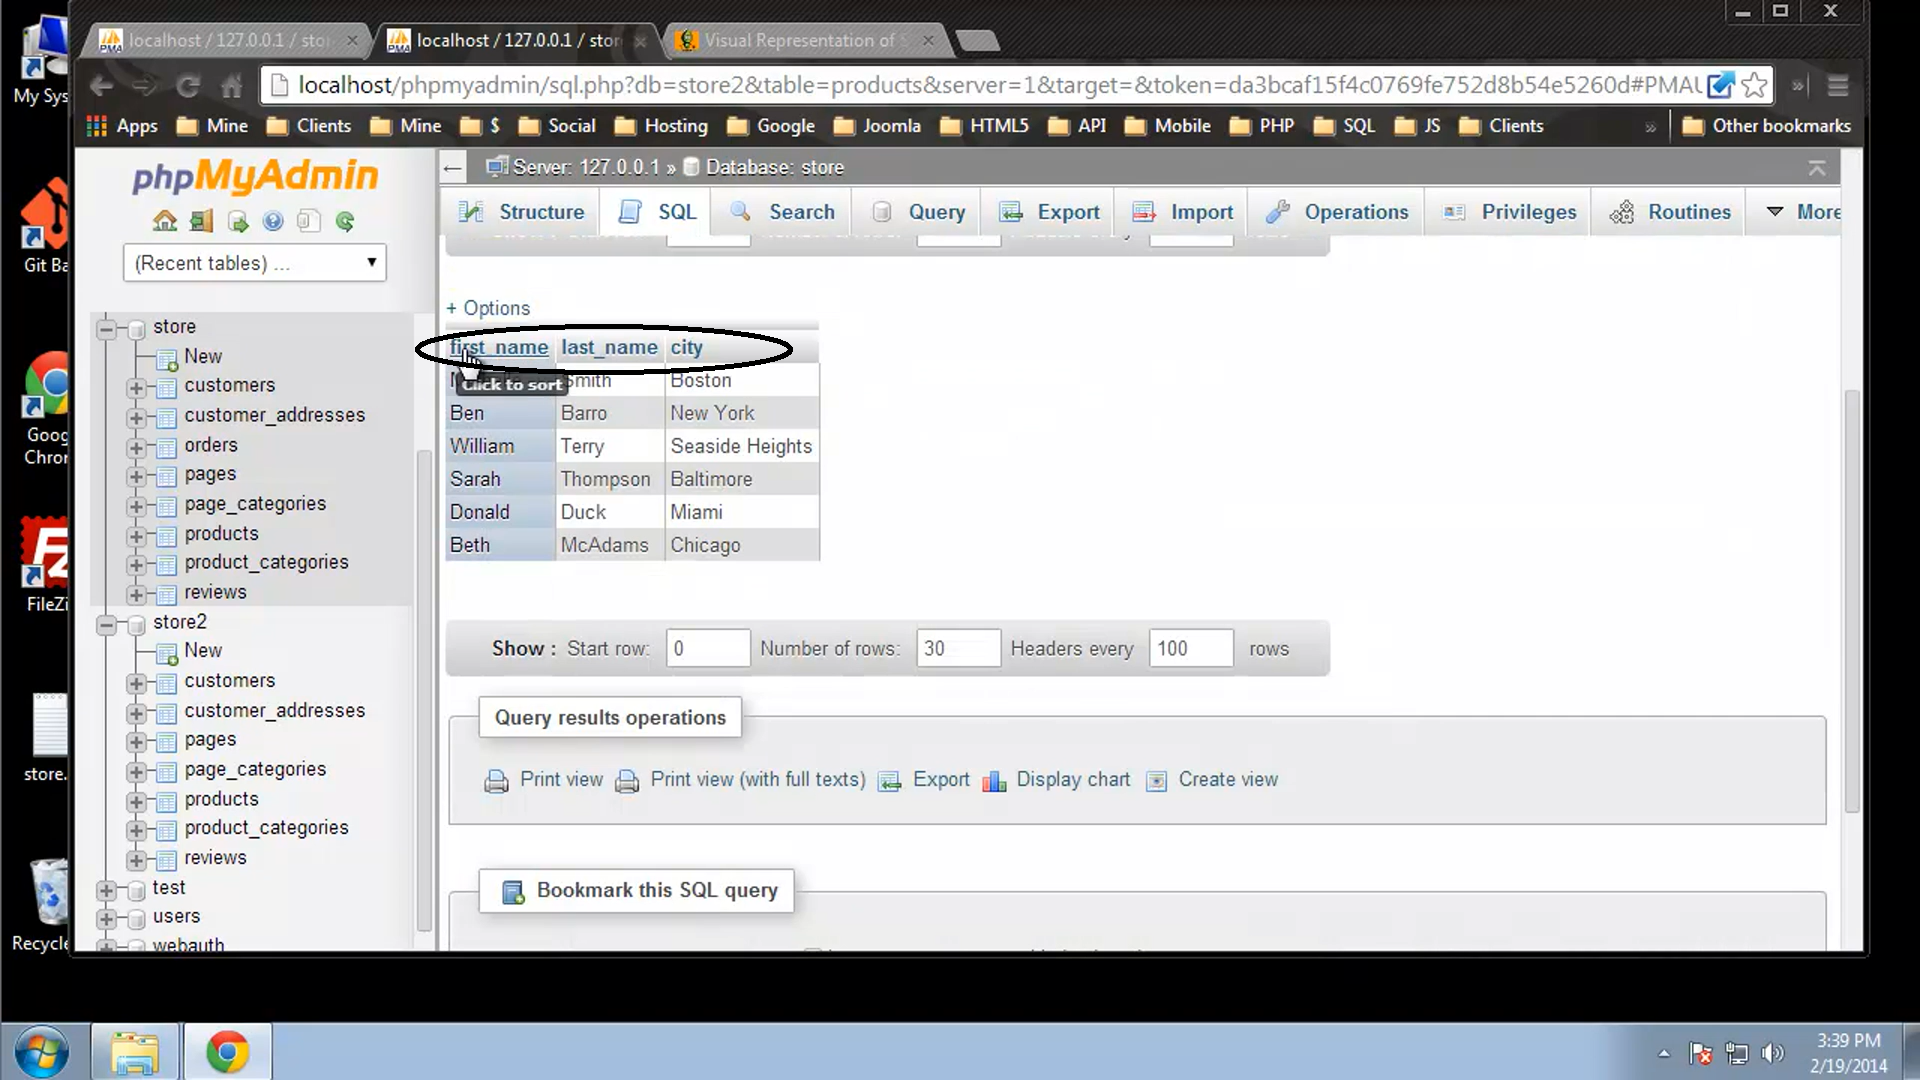 localhost / 127.0.0.1 / stor
localhost / 127.0.0.1 / stor
Visual Representation of S
localhost/phpmyadmin/sql.php?db=store2&table=products&server=1&target=&token=da3bcaf15f4c0769fe752d8b54e5260d#PMAU
Apps Mine Clients Mine $ Social Hosting Google Joomla HTML5 API Mobile PHP SQL JS Clients » Other bookmarks
My Sys
Git Ba
Goog
Chron
FileZi
store.
Recycle
phpMyAdmin
(Recent tables) ...
store
New
customers
customer_addresses
orders
pages
page_categories
products
product_categories
reviews
store2
New
customers
customer_addresses
pages
page_categories
products
product_categories
reviews
test
users
webauth
Server: 127.0.0.1 » Database: store
Structure SQL Search Query Export Import Operations Privileges Routines More
+ Options
first_name last_name city
Click to sort
Smith Boston
Ben Barro New York
William Terry Seaside Heights
Sarah Thompson Baltimore
Donald Duck Miami
Beth McAdams Chicago
Show : Start row: 0 Number of rows: 30 Headers every 100 rows
Query results operations
Print view Print view (with full texts) Export Display chart Create view
Bookmark this SQL query
3:39 PM
2/19/2014